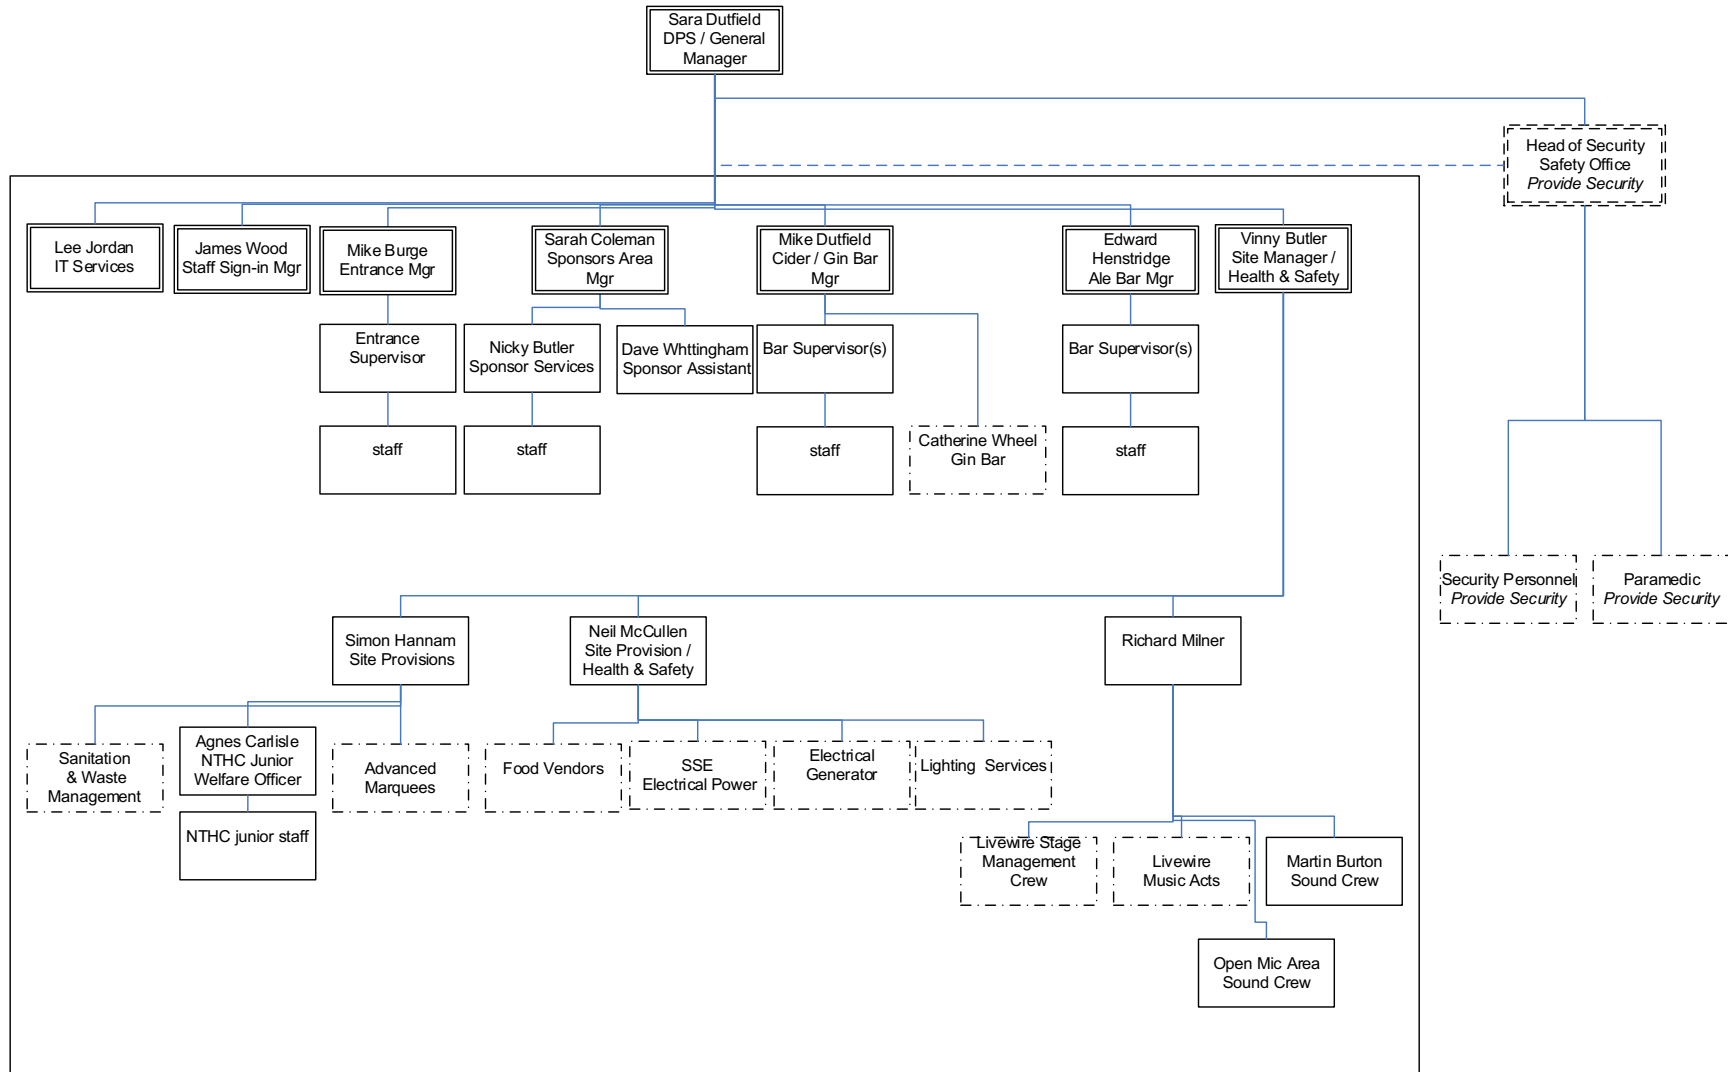 Sara Dutfield
DPS / General
Manager
Head of Security
Safety Office
Provide Security
Lee Jordan
IT Services
James Wood
Staff Sign-in Mgr
Mike Burge
Entrance Mgr
Sarah Coleman
Sponsors Area
Mgr
Mike Dutfield
Cider / Gin Bar
Mgr
Edward
Henstridge
Ale Bar Mgr
Vinny Butler
Site Manager /
Health & Safety
Entrance
Supervisor
Nicky Butler
Sponsor Services
Dave Whttingham
Sponsor Assistant
Bar Supervisor(s)
Bar Supervisor(s)
staff
staff
staff
Catherine Wheel
Gin Bar
staff
Security Personnel
Provide Security
Paramedic
Provide Security
Simon Hannam
Site Provisions
Neil McCullen
Site Provision /
Health & Safety
Richard Milner
Sanitation
& Waste
Management
Agnes Carlisle
NTHC Junior
Welfare Officer
Advanced
Marquees
Food Vendors
SSE
Electrical Power
Electrical
Generator
Lighting Services
NTHC junior staff
Livewire Stage
Management
Crew
Livewire
Music Acts
Martin Burton
Sound Crew
Open Mic Area
Sound Crew